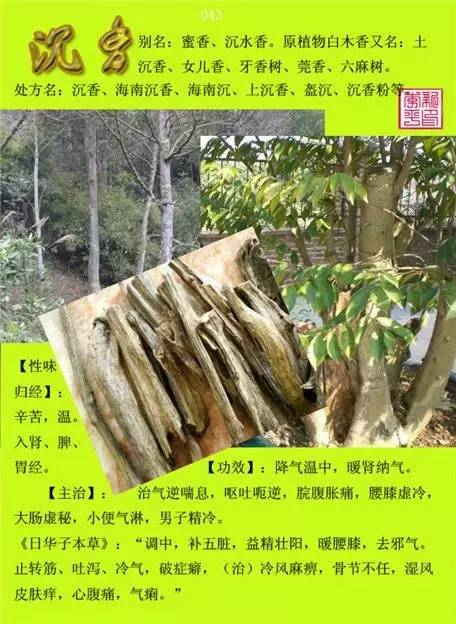 043
沉香
别名：蜜香、沉水香。原植物白木香又名：土
沉香、女儿香、牙香树、莞香、六麻树。
处方名：沉香、海南沉香、海南沉、上沉香、盔沉、沉香粉等。
【性味
归经】：
辛苦，温。
入肾、脾、
胃经。
【功效】：降气温中，暖肾纳气。
【主治】： 治气逆喘息，呕吐呃逆，脘腹胀痛，腰膝虚冷，
大肠虚秘，小便气淋，男子精冷。
《日华子本草》：“调中，补五脏，益精壮阳，暖腰膝，去邪气。
止转筋、吐泻、冷气，破症癖，（治）冷风麻痹，骨节不任，湿风
皮肤痒，心腹痛，气痢。”